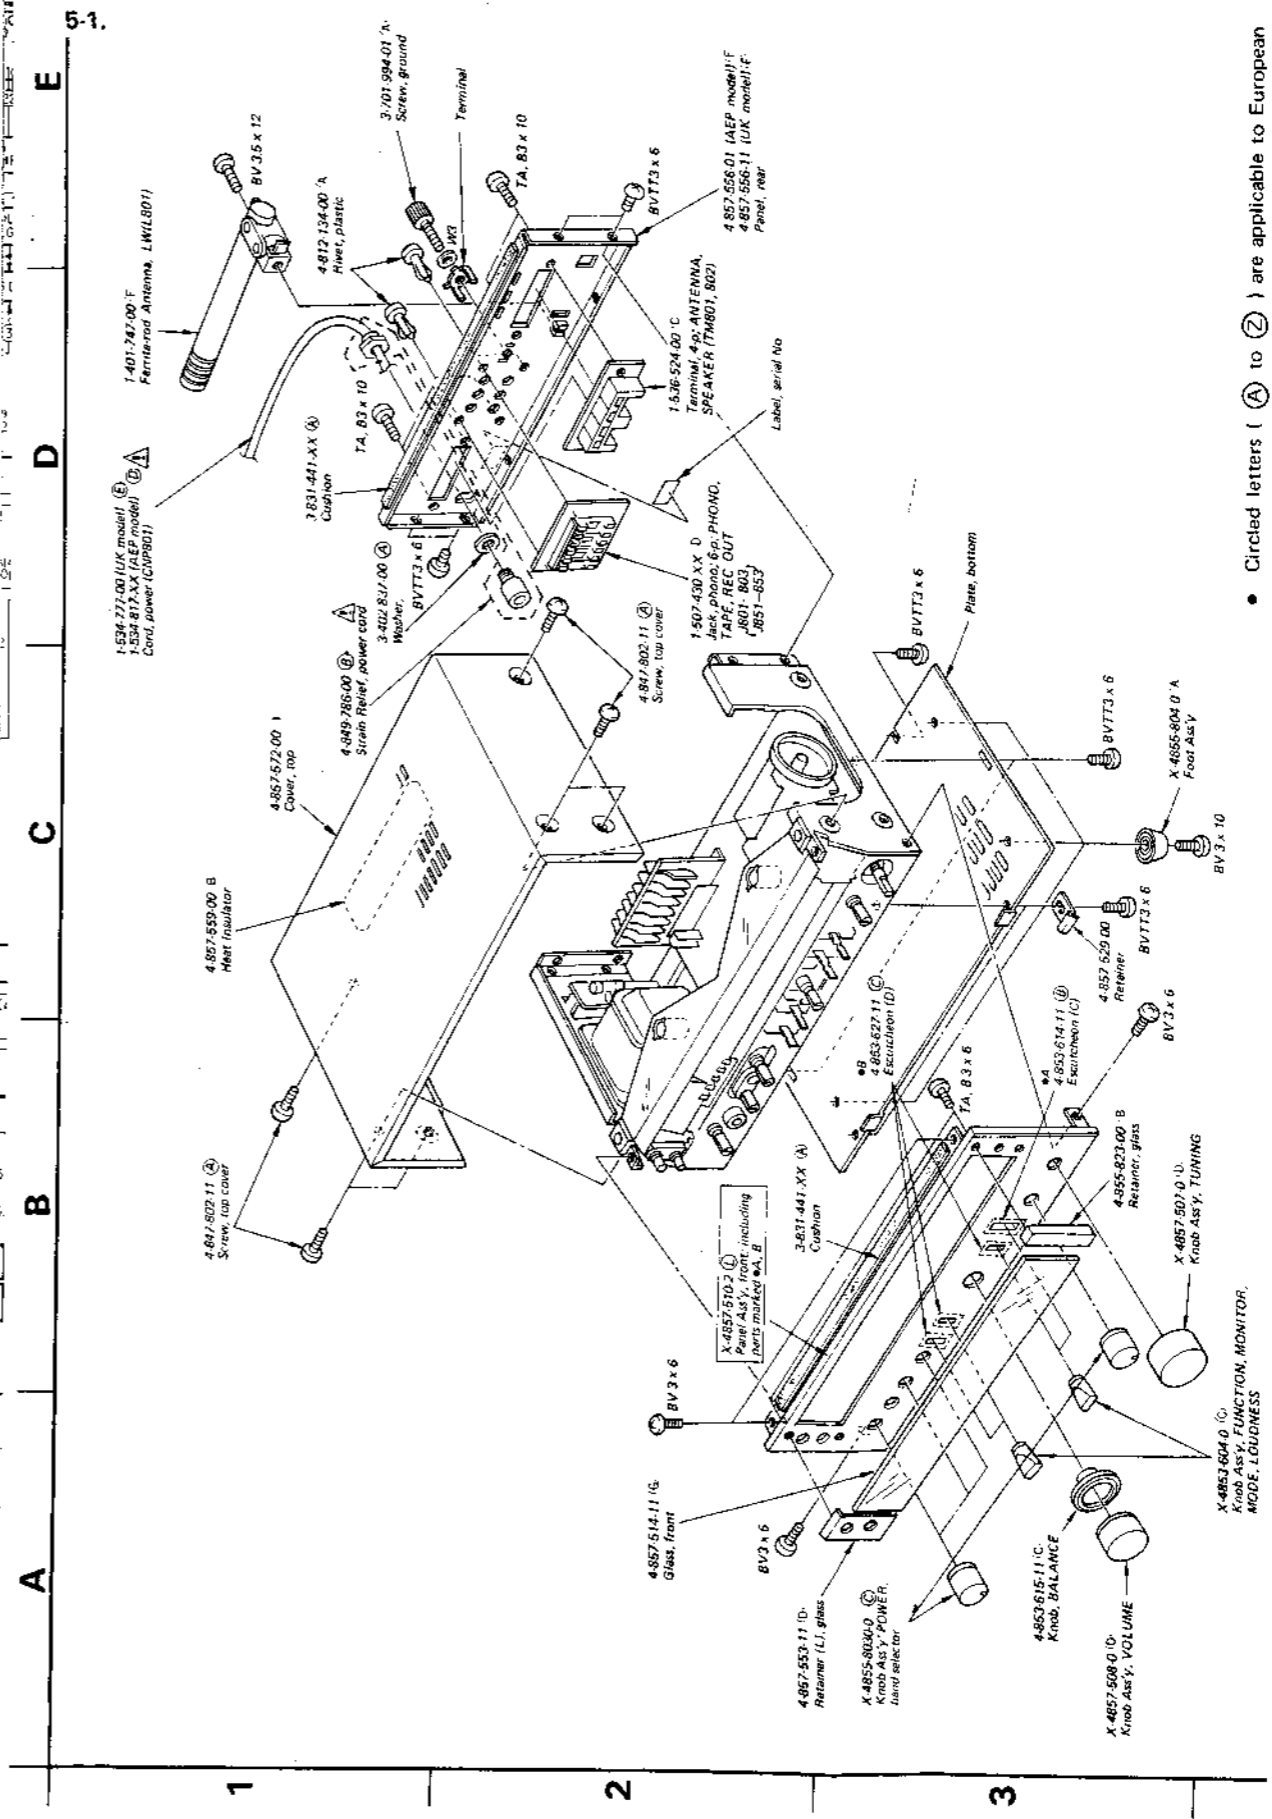 5-1.
A
B
C
D
E
1
2
3
4-847-802-11 Ⓐ
Screw, top cover
4-857-559-00 B
Heat Insulator
4-857-572-00
Cover, top
4-849-786-00 Ⓑ
Strain Relief, power cord
3-402-837-00 Ⓐ
Washer,
BVTT3 x 6
4-847-802-11 Ⓐ
Screw, top cover
1-534-777-00 (UK model) Ⓔ
1-534-817-XX (AEP model) Ⓓ
Cord, power (CNP801)
1-401-747-00 F
Ferrite-rod Antenna, LW(L801)
BV 3.5 x 12
3-831-441-XX Ⓐ
Cushion
TA, B3 x 10
4-812-134-00 A
Rivet, plastic
3-701-994-01 A
Screw, ground
Terminal
W3
TA, B3 x 10
BVTT3 x 6
4-857-556-01 (AEP model) F
4-857-556-11 (UK model) F
Panel, rear
1-536-524-00 C
Terminal, 4-p; ANTENNA,
SPEAKER (TM801, 802)
Label, serial No
1-507-430 XX D
Jack, phono; 6-p; PHONO,
TAPE, REC OUT
J801-803
J851-853
BVTT3 x 6
Plate, bottom
BVTT3 x 6
X-4855-804 0 A
Foot Ass'y
BV 3 x 10
BVTT3 x 6
4-857-629-00
Retainer
BV 3 x 6
●B
4-853-627-11 Ⓒ
Escutcheon (D)
●A
4-853-614-11 Ⓑ
Escutcheon (C)
TA, B 3 x 6
3-831-441-XX Ⓐ
Cushion
X-4857-510-2 Ⓛ
Panel Ass'y, front; including
parts marked ●A, B
BV 3 x 6
4-857-514-11 G
Glass, front
BV3 x 6
4-857-553-11 D
Retainer (L), glass
X-4855-8030-0 Ⓒ
Knob Ass'y POWER,
band selector
X-4857-508-0 D
Knob Ass'y, VOLUME
4-853-615-11 C
Knob, BALANCE
X-4853-604-0 C
Knob Ass'y, FUNCTION, MONITOR,
MODE, LOUDNESS
X-4857-507-0 D
Knob Ass'y, TUNING
4-855-823-00 B
Retainer, glass
● Circled letters ( Ⓐ to Ⓩ ) are applicable to European